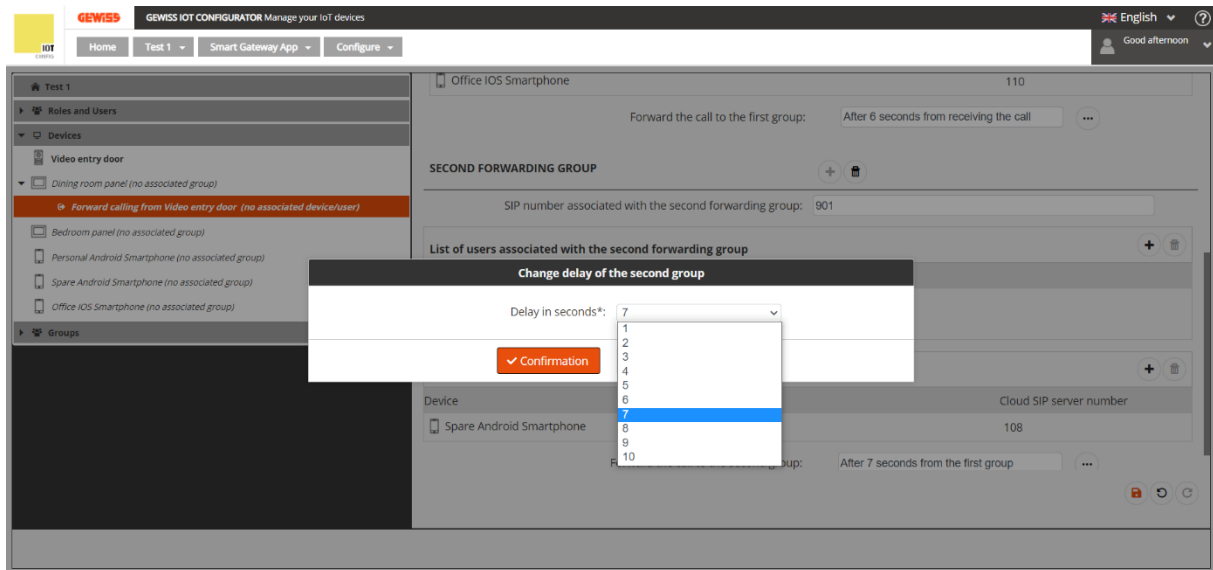 GEWISS GEWISS IOT CONFIGURATOR Manage your IoT devices English ?
IOT
CONFIG
Home Test 1 Smart Gateway App Configure Good afternoon
Test 1
Roles and Users
Devices
Video entry door
Dining room panel (no associated group)
Forward calling from Video entry door (no associated device/user)
Bedroom panel (no associated group)
Personal Android Smartphone (no associated group)
Spare Android Smartphone (no associated group)
Office IOS Smartphone (no associated group)
Groups
Office IOS Smartphone 110
Forward the call to the first group: After 6 seconds from receiving the call
SECOND FORWARDING GROUP
SIP number associated with the second forwarding group: 901
List of users associated with the second forwarding group
Change delay of the second group
Delay in seconds*: 7
1
2
3
4
5
6
7
8
9
10
Confirmation
Device Cloud SIP server number
Spare Android Smartphone 108
After 7 seconds from the first group